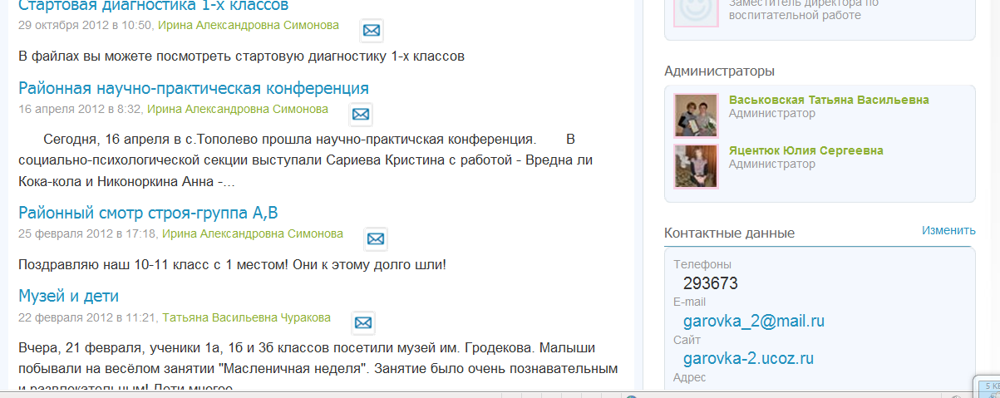 Стартовая диагностика 1-х классов
29 октября 2012 в 10:50, Ирина Александровна Симонова
В файлах вы можете посмотреть стартовую диагностику 1-х классов
Районная научно-практическая конференция
16 апреля 2012 в 8:32, Ирина Александровна Симонова
Сегодня, 16 апреля в с.Тополево прошла научно-практичская конференция. В
социально-психологической секции выступали Сариева Кристина с работой - Вредна ли
Кока-кола и Никоноркина Анна -...
Районный смотр строя-группа А,В
25 февраля 2012 в 17:18, Ирина Александровна Симонова
Поздравляю наш 10-11 класс с 1 местом! Они к этому долго шли!
Музей и дети
22 февраля 2012 в 11:21, Татьяна Васильевна Чуракова
Вчера, 21 февраля, ученики 1а, 1б и 3б классов посетили музей им. Гродекова. Малыши
побывали на весёлом занятии "Масленичная неделя". Занятие было очень познавательным
и развлекательным! Дети многое
Заместитель директора по
воспитательной работе
Администраторы
Васьковская Татьяна Васильевна
Администратор
Яцентюк Юлия Сергеевна
Администратор
Контактные данные
Изменить
Телефоны
293673
E-mail
garovka_2@mail.ru
Сайт
garovka-2.ucoz.ru
Адрес